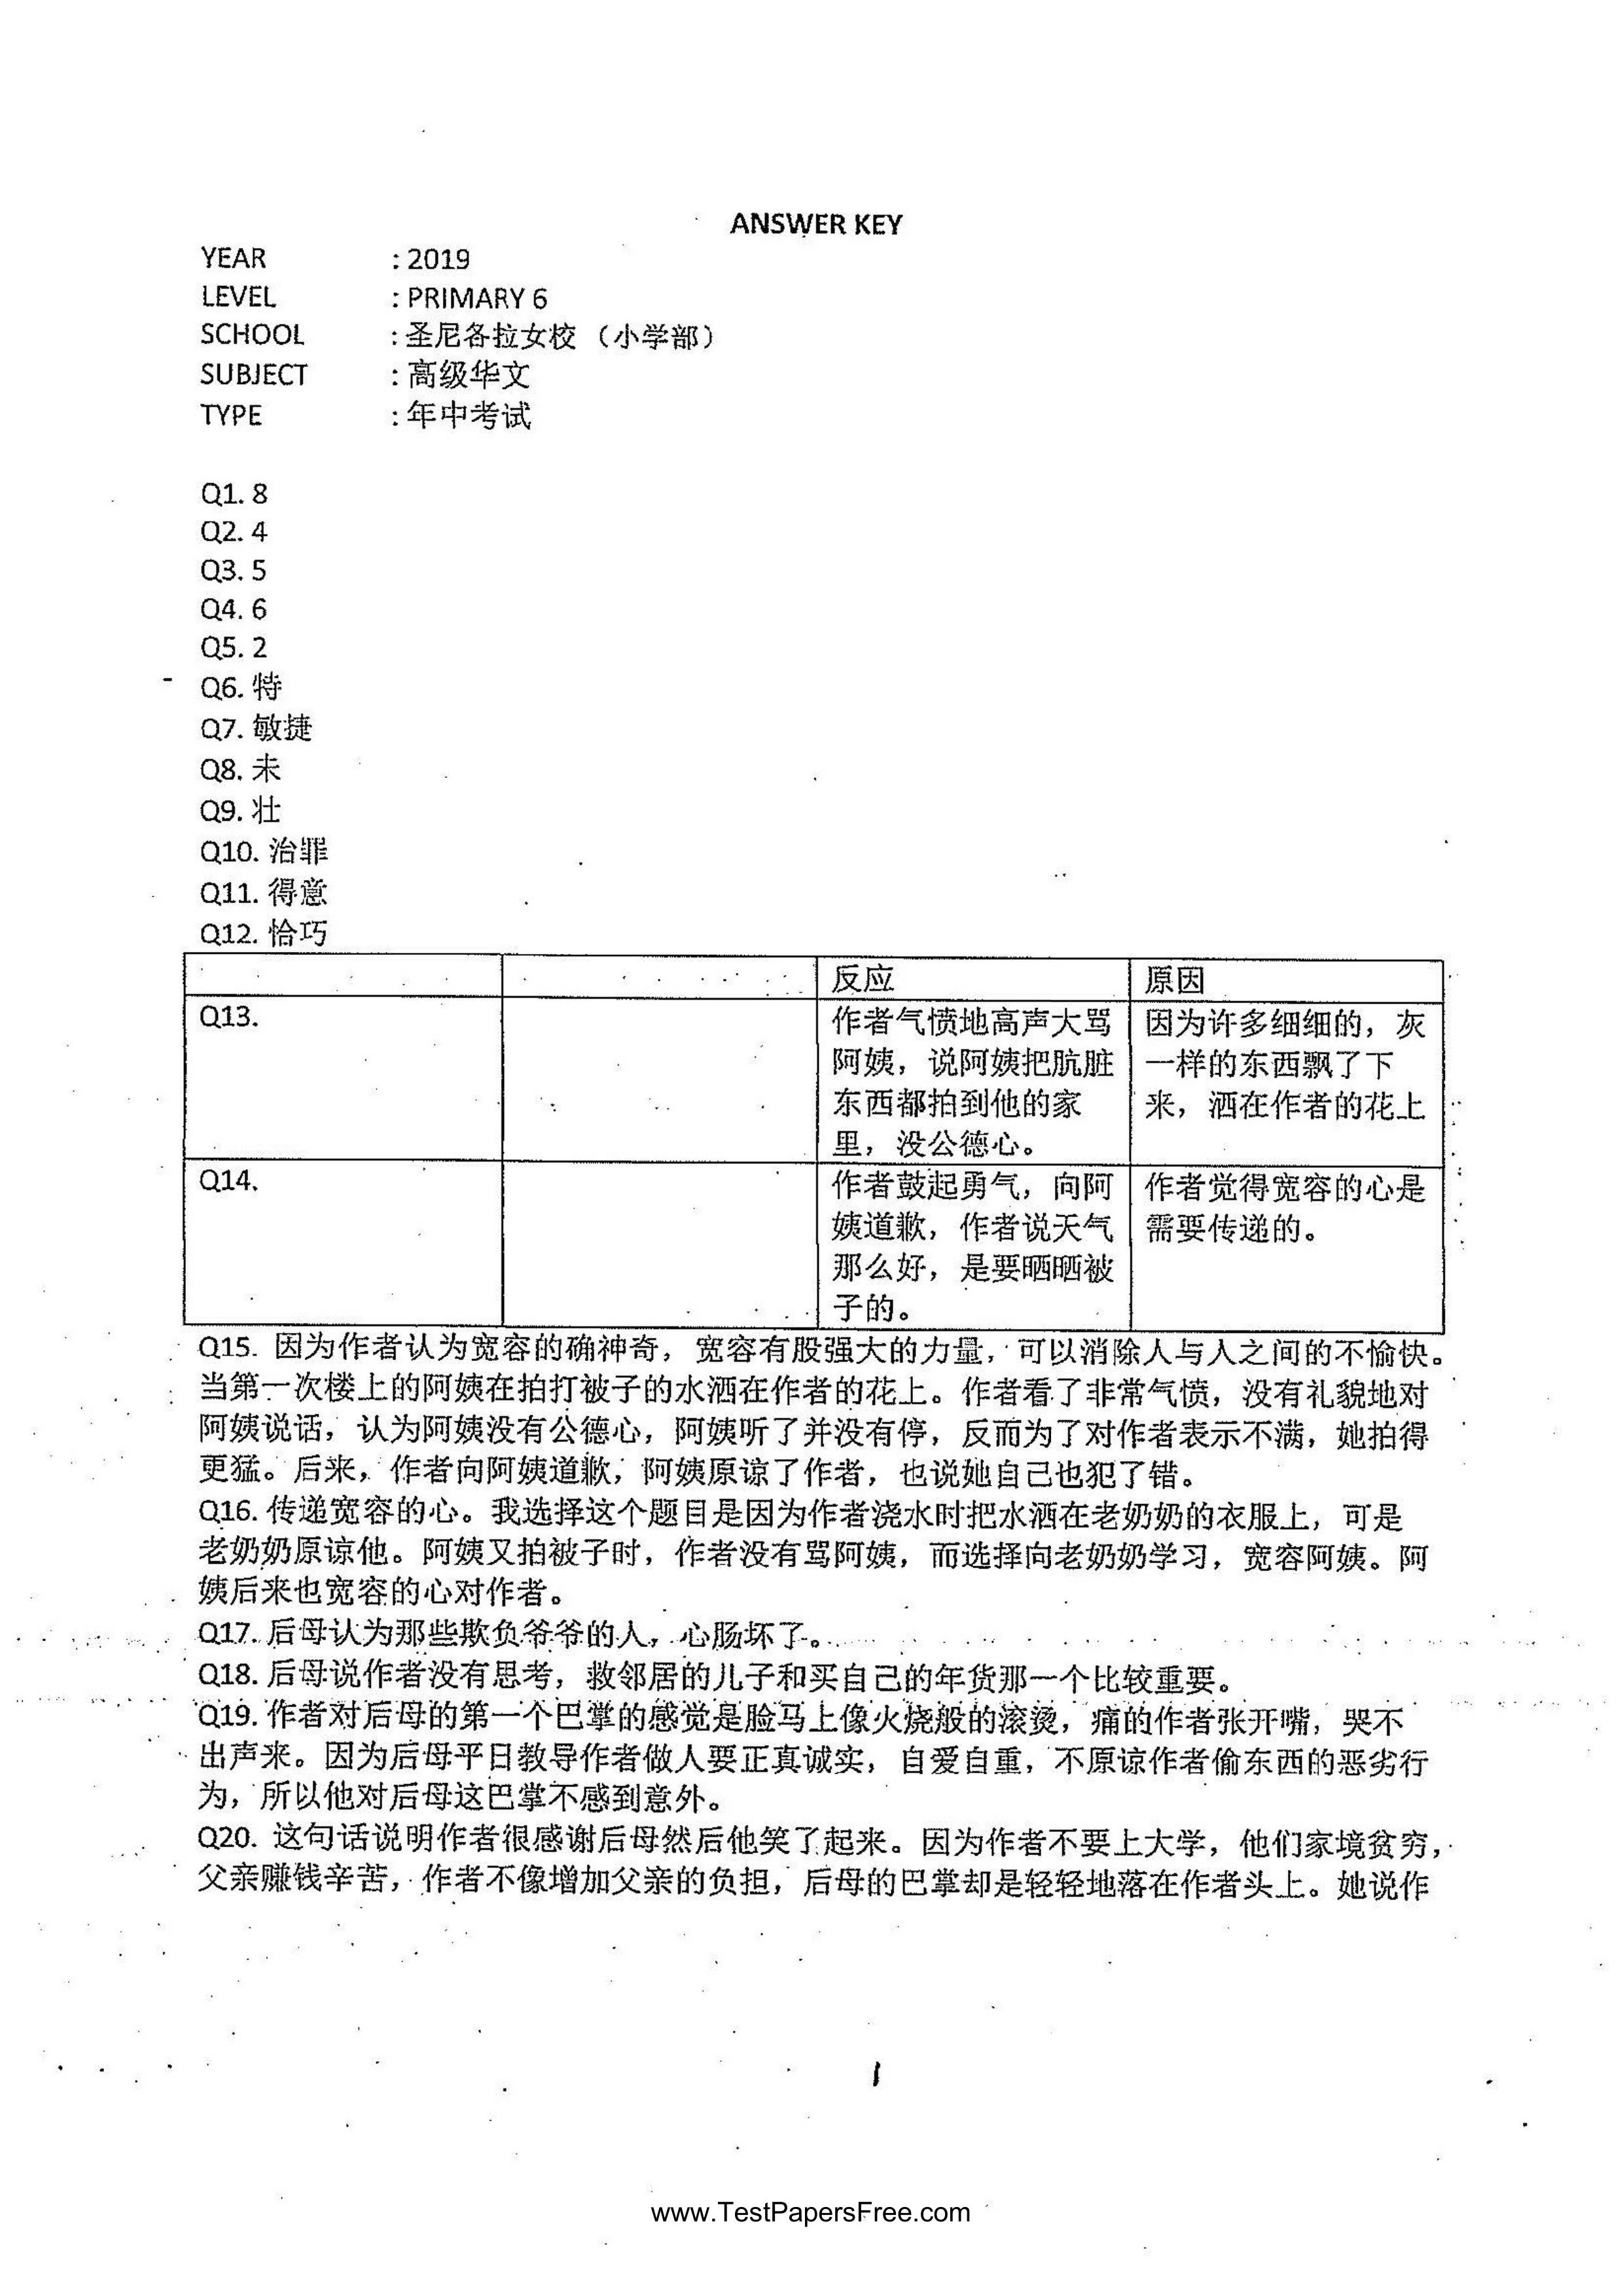 ANSWER KEY
YEAR : 2019
LEVEL : PRIMARY 6
SCHOOL : 圣尼各拉女校 （小学部）
SUBJECT : 高级华文
TYPE : 年中考试
Q1. 8
Q2. 4
Q3. 5
Q4. 6
Q5. 2
Q6. 特
Q7. 敏捷
Q8. 未
Q9. 壮
Q10. 治罪
Q11. 得意
Q12. 恰巧
反应 原因
Q13. 作者气愤地高声大骂 因为许多细细的，灰
阿姨，说阿姨把肮脏 一样的东西飘了下
东西都拍到他的家 来，洒在作者的花上
里，没公德心。
Q14. 作者鼓起勇气，向阿 作者觉得宽容的心是
姨道歉，作者说天气 需要传递的。
那么好，是要晒晒被
子的。
Q15. 因为作者认为宽容的确神奇，宽容有股强大的力量，可以消除人与人之间的不愉快。
当第一次楼上的阿姨在拍打被子的水洒在作者的花上。作者看了非常气愤，没有礼貌地对
阿姨说话，认为阿姨没有公德心，阿姨听了并没有停，反而为了对作者表示不满，她拍得
更猛。后来，作者向阿姨道歉，阿姨原谅了作者，也说她自己也犯了错。
Q16. 传递宽容的心。我选择这个题目是因为作者浇水时把水洒在老奶奶的衣服上，可是
老奶奶原谅他。阿姨又拍被子时，作者没有骂阿姨，而选择向老奶奶学习，宽容阿姨。阿
姨后来也宽容的心对作者。
Q17. 后母认为那些欺负爷爷的人，心肠坏了。
Q18. 后母说作者没有思考，救邻居的儿子和买自己的年货那一个比较重要。
Q19. 作者对后母的第一个巴掌的感觉是脸马上像火烧般的滚烫，痛的作者张开嘴，哭不
出声来。因为后母平日教导作者做人要正真诚实，自爱自重，不原谅作者偷东西的恶劣行
为，所以他对后母这巴掌不感到意外。
Q20. 这句话说明作者很感谢后母然后他笑了起来。因为作者不要上大学，他们家境贫穷，
父亲赚钱辛苦，作者不像增加父亲的负担，后母的巴掌却是轻轻地落在作者头上。她说作
1
www.TestPapersFree.com